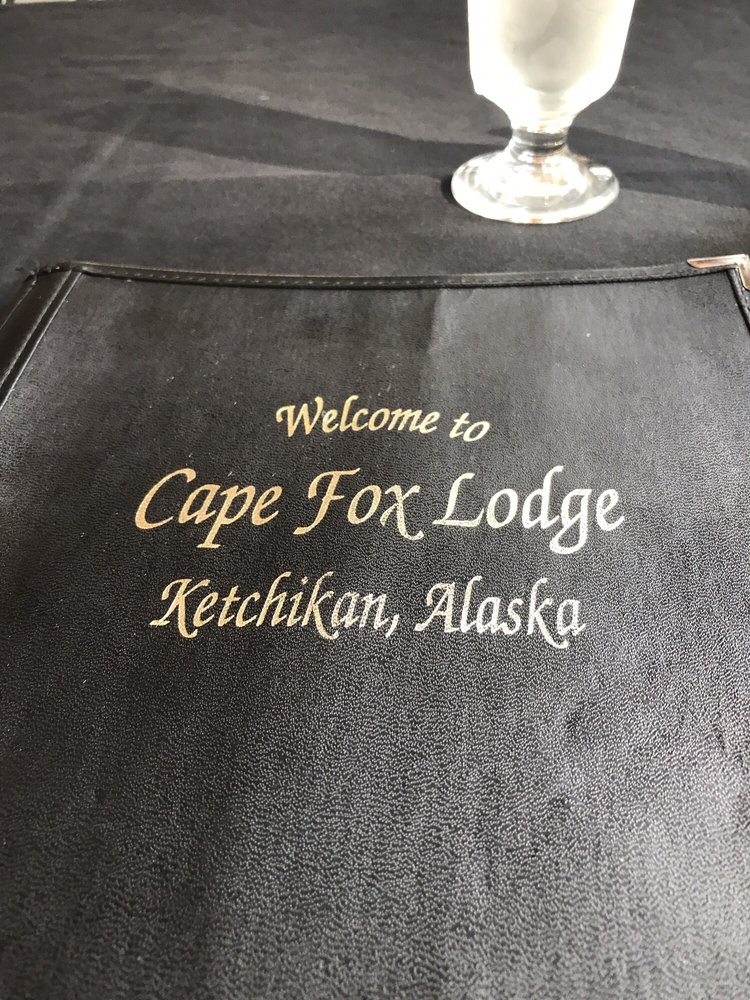 Welcome to
Cape Fox Lodge
Ketchikan, Alaska